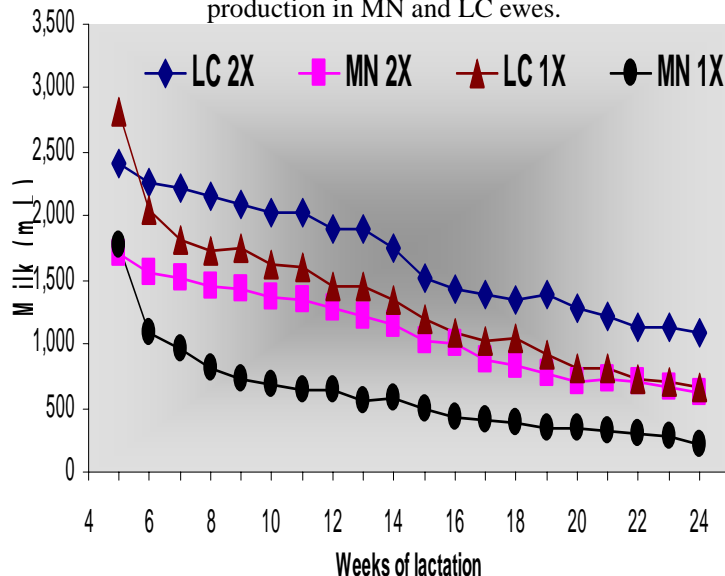 production in MN and LC ewes.
3,500
LC 2X MN 2X LC 1X MN 1X
3,000
2,500
2,000
1,500
1,000
500
0
Milk (ml)
4 6 8 10 12 14 16 18 20 22 24
Weeks of lactation